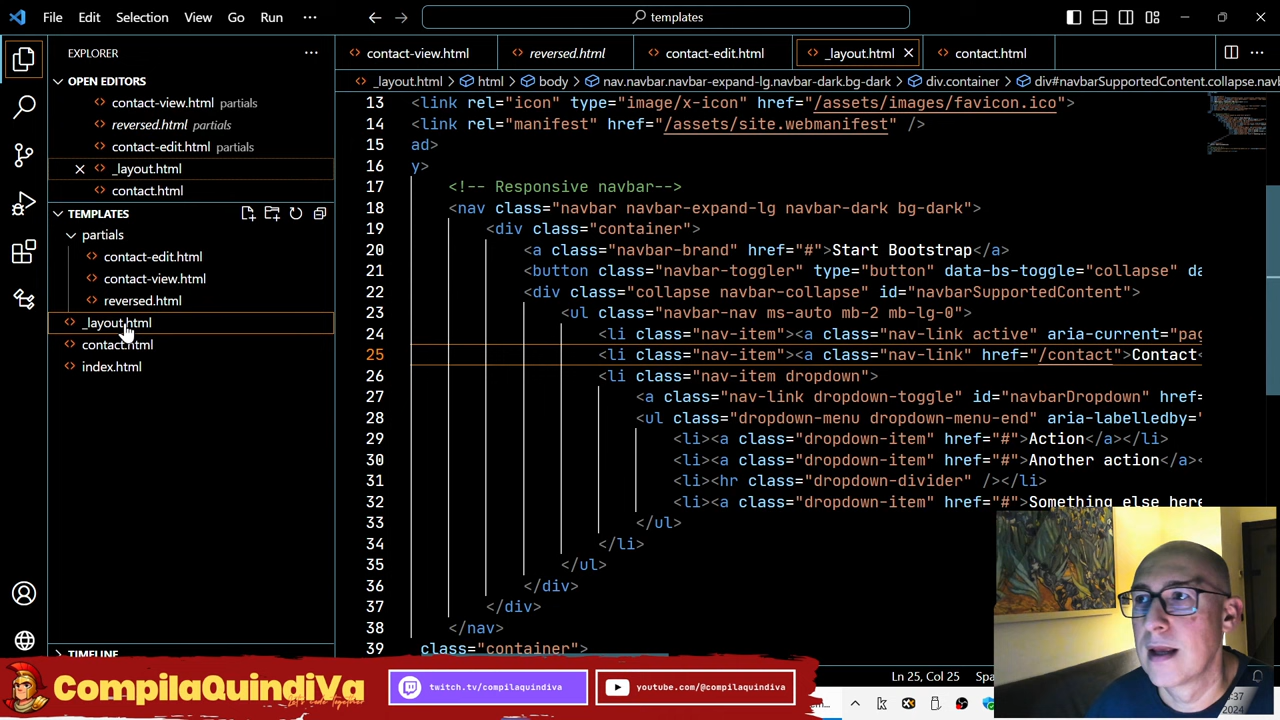 File Edit Selection View Go Run ···
templates
EXPLORER
OPEN EDITORS
contact-view.html partials
reversed.html partials
contact-edit.html partials
_layout.html
contact.html
TEMPLATES
partials
contact-edit.html
contact-view.html
reversed.html
_layout.html
contact.html
index.html
TIMELINE
contact-view.html reversed.html contact-edit.html _layout.html contact.html
_layout.html > html > body > nav.navbar.navbar-expand-lg.navbar-dark.bg-dark > div.container > div#navbarSupportedContent.collapse.nav
13 <link rel="icon" type="image/x-icon" href="/assets/images/favicon.ico">
14 <link rel="manifest" href="/assets/site.webmanifest" />
15 ad>
16 y>
17 <!-- Responsive navbar-->
18 <nav class="navbar navbar-expand-lg navbar-dark bg-dark">
19 <div class="container">
20 <a class="navbar-brand" href="#">Start Bootstrap</a>
21 <button class="navbar-toggler" type="button" data-bs-toggle="collapse" da
22 <div class="collapse navbar-collapse" id="navbarSupportedContent">
23 <ul class="navbar-nav ms-auto mb-2 mb-lg-0">
24 <li class="nav-item"><a class="nav-link active" aria-current="pag
25 <li class="nav-item"><a class="nav-link" href="/contact">Contact<
26 <li class="nav-item dropdown">
27 <a class="nav-link dropdown-toggle" id="navbarDropdown" href=
28 <ul class="dropdown-menu dropdown-menu-end" aria-labelledby="
29 <li><a class="dropdown-item" href="#">Action</a></li>
30 <li><a class="dropdown-item" href="#">Another action</a><
31 <li><hr class="dropdown-divider" /></li>
32 <li><a class="dropdown-item" href="#">Something else here
33 </ul>
34 </li>
35 </ul>
36 </div>
37 </div>
38 </nav>
39 class="container">
Ln 25, Col 25 Spa
CompilaQuindiVa
Let's code Together
twitch.tv/compilaquindiva
youtube.com/@compilaquindiva
:37
2024